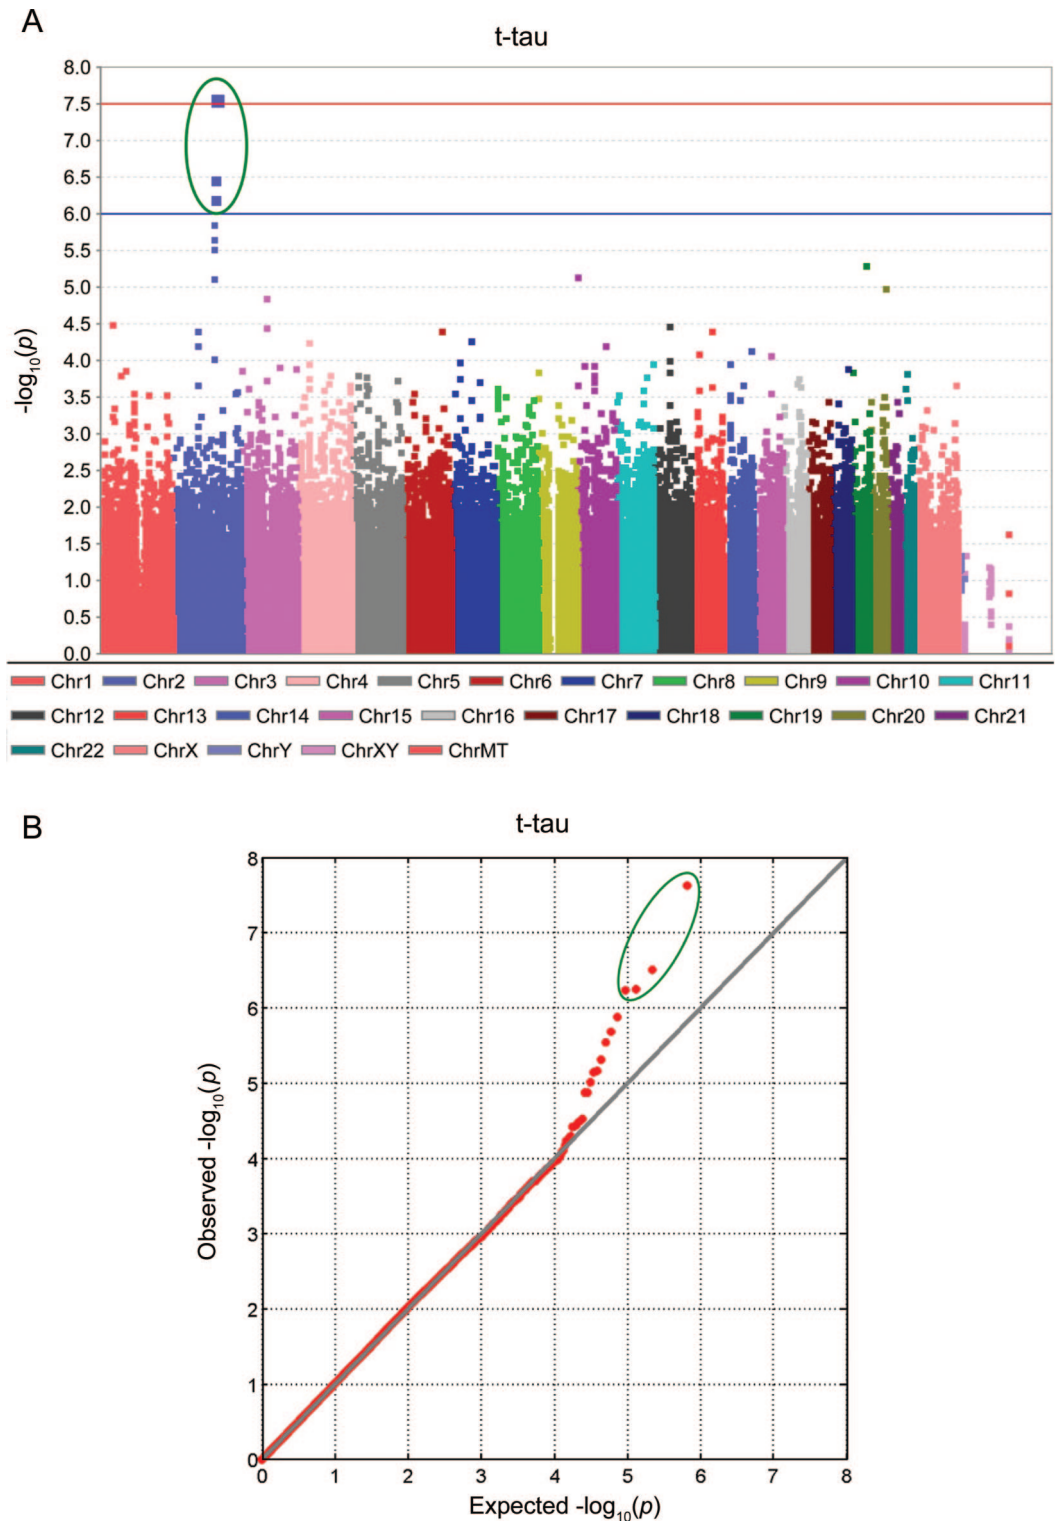 A
t-tau
8.0
7.5
7.0
6.5
6.0
5.5
5.0
4.5
4.0
3.5
3.0
2.5
2.0
1.5
1.0
0.5
0.0
-log10(p)
Chr1 Chr2 Chr3 Chr4 Chr5 Chr6 Chr7 Chr8 Chr9 Chr10 Chr11
Chr12 Chr13 Chr14 Chr15 Chr16 Chr17 Chr18 Chr19 Chr20 Chr21
Chr22 ChrX ChrY ChrXY ChrMT
B
t-tau
8
7
6
5
4
3
2
1
0
Observed -log10(p)
0 1 2 3 4 5 6 7 8
Expected -log10(p)